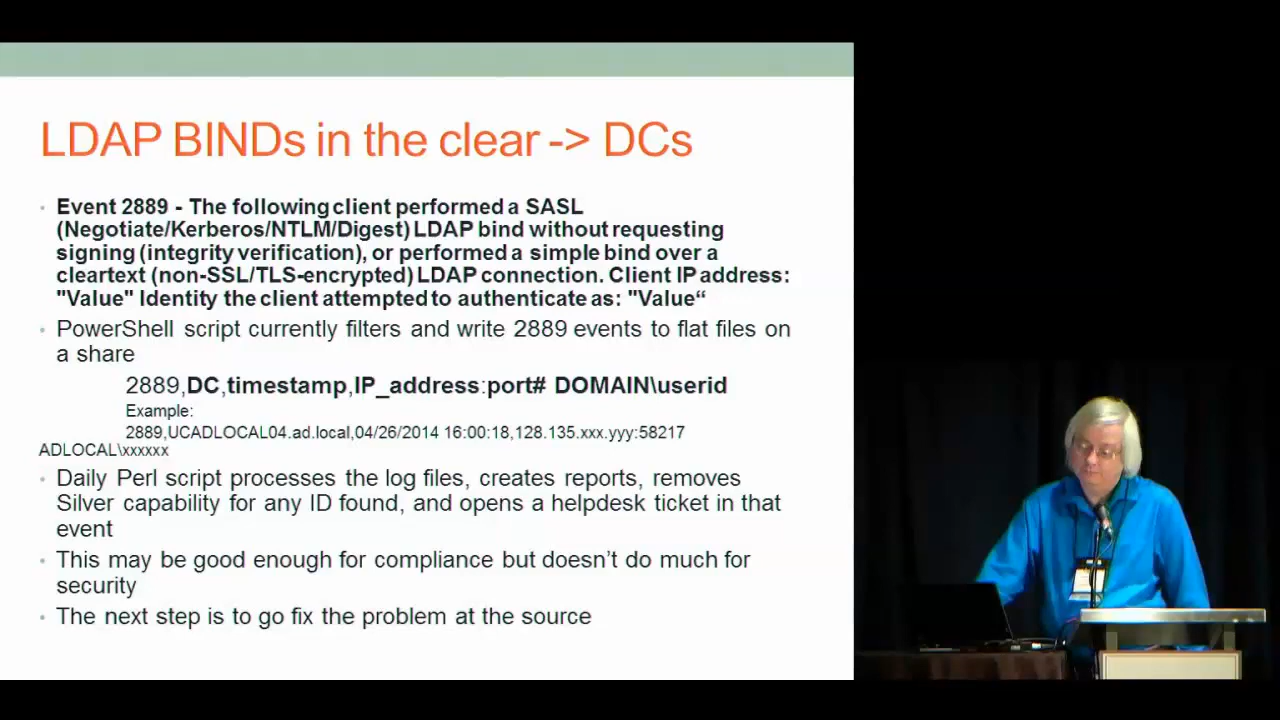 LDAP BINDs in the clear -> DCs
• Event 2889 - The following client performed a SASL
(Negotiate/Kerberos/NTLM/Digest) LDAP bind without requesting
signing (integrity verification), or performed a simple bind over a
cleartext (non-SSL/TLS-encrypted) LDAP connection. Client IP address:
"Value" Identity the client attempted to authenticate as: "Value“
• PowerShell script currently filters and write 2889 events to flat files on
a share
2889,DC,timestamp,IP_address:port# DOMAIN\userid
Example:
2889,UCADLOCAL04.ad.local,04/26/2014 16:00:18,128.135.xxx.yyy:58217
ADLOCAL\xxxxxx
• Daily Perl script processes the log files, creates reports, removes
Silver capability for any ID found, and opens a helpdesk ticket in that
event
• This may be good enough for compliance but doesn’t do much for
security
• The next step is to go fix the problem at the source